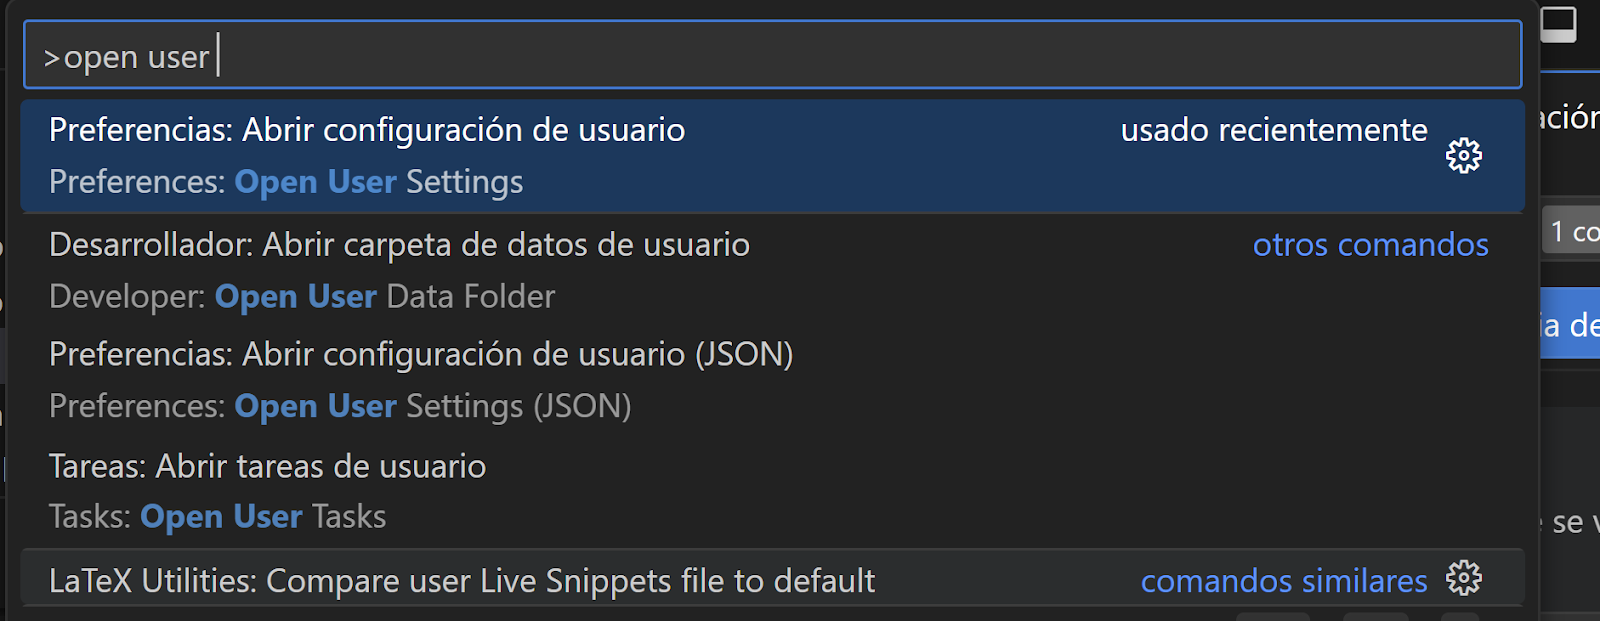 >open user
Preferencias: Abrir configuración de usuario
usado recientemente
Preferences: Open User Settings
Desarrollador: Abrir carpeta de datos de usuario
otros comandos
Developer: Open User Data Folder
Preferencias: Abrir configuración de usuario (JSON)
Preferences: Open User Settings (JSON)
Tareas: Abrir tareas de usuario
Tasks: Open User Tasks
LaTeX Utilities: Compare user Live Snippets file to default
comandos similares
ación
1 co
ia de
se v